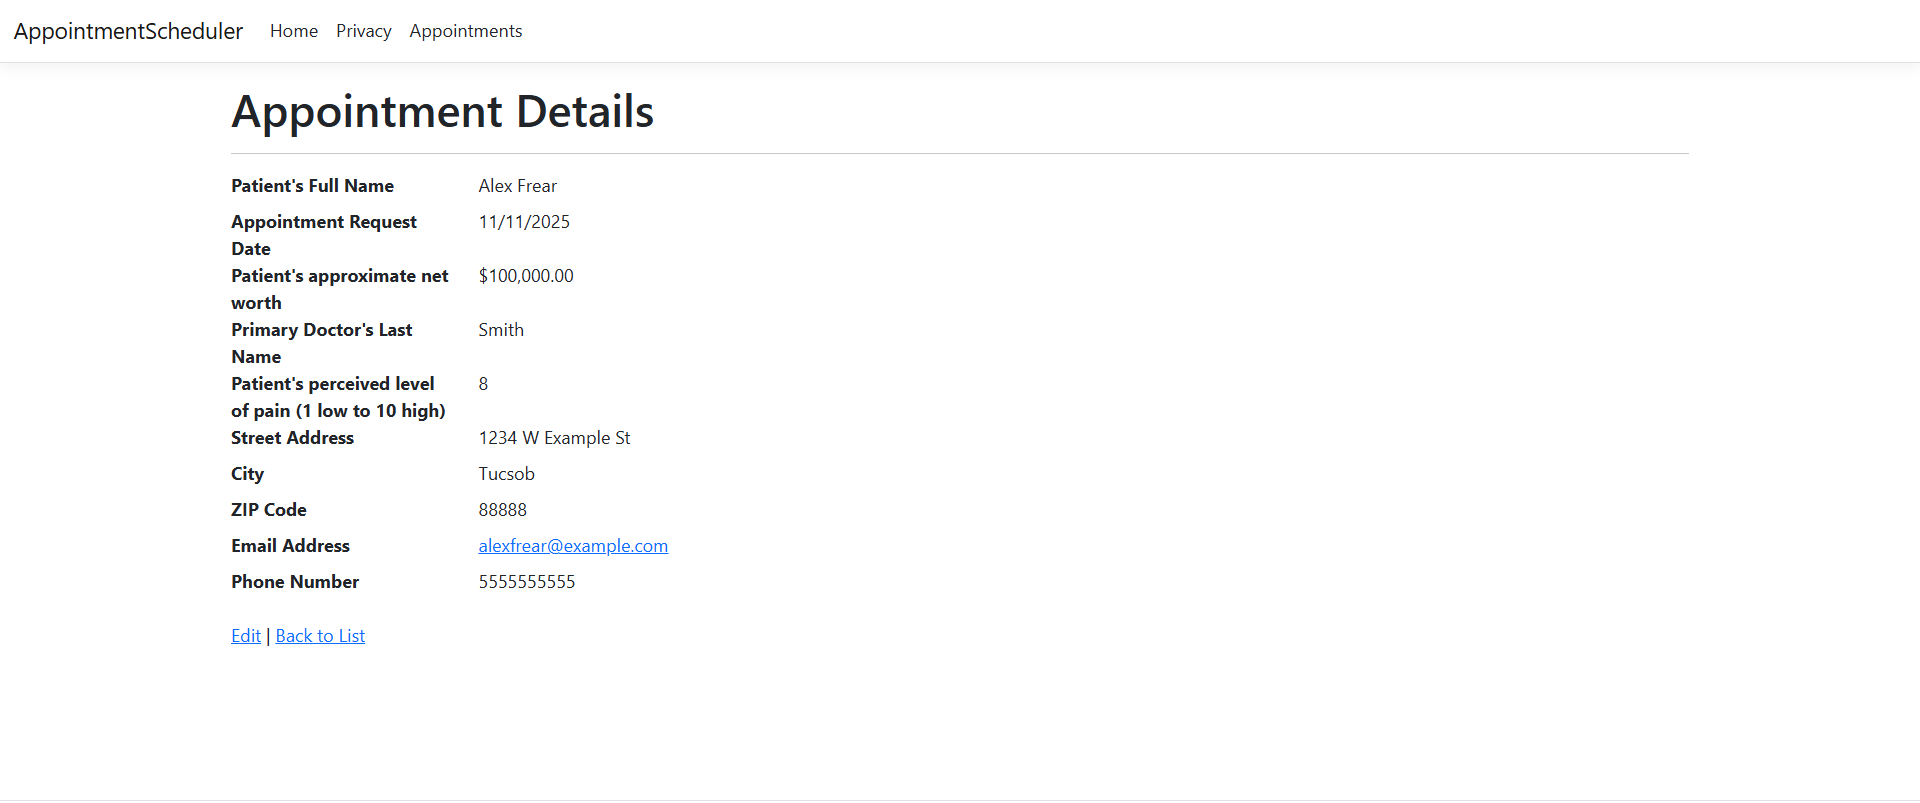 AppointmentScheduler Home Privacy Appointments
Appointment Details
Patient's Full Name Alex Frear
Appointment Request 11/11/2025
Date
Patient's approximate net $100,000.00
worth
Primary Doctor's Last Smith
Name
Patient's perceived level 8
of pain (1 low to 10 high)
Street Address 1234 W Example St
City Tucsob
ZIP Code 88888
Email Address alexfrear@example.com
Phone Number 5555555555
Edit | Back to List